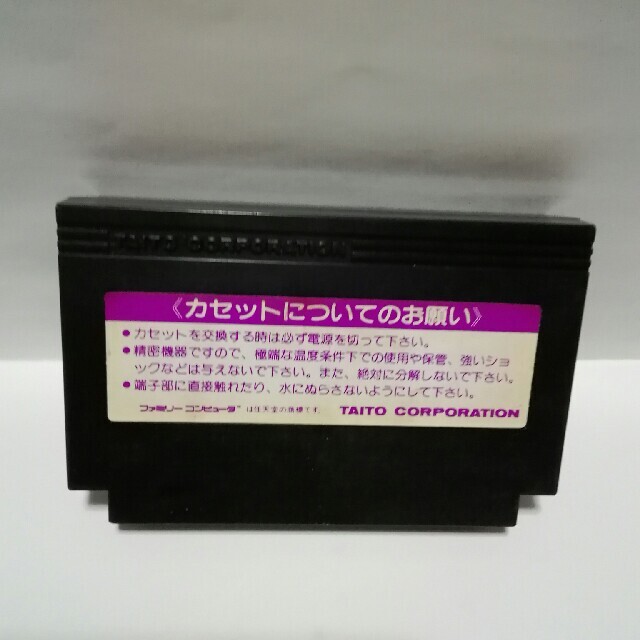 TAITO CORPORATION
《カセットについてのお願い》
●カセットを交換する時は必ず電源を切って下さい。
●精密機器ですので、極端な温度条件下での使用や保管、強いショ
ックなどは与えないで下さい。また、絶対に分解しないで下さい。
●端子部に直接触れたり、水にぬらさないようにして下さい。
ファミリーコンピュータ™は任天堂の商標です。 TAITO CORPORATION